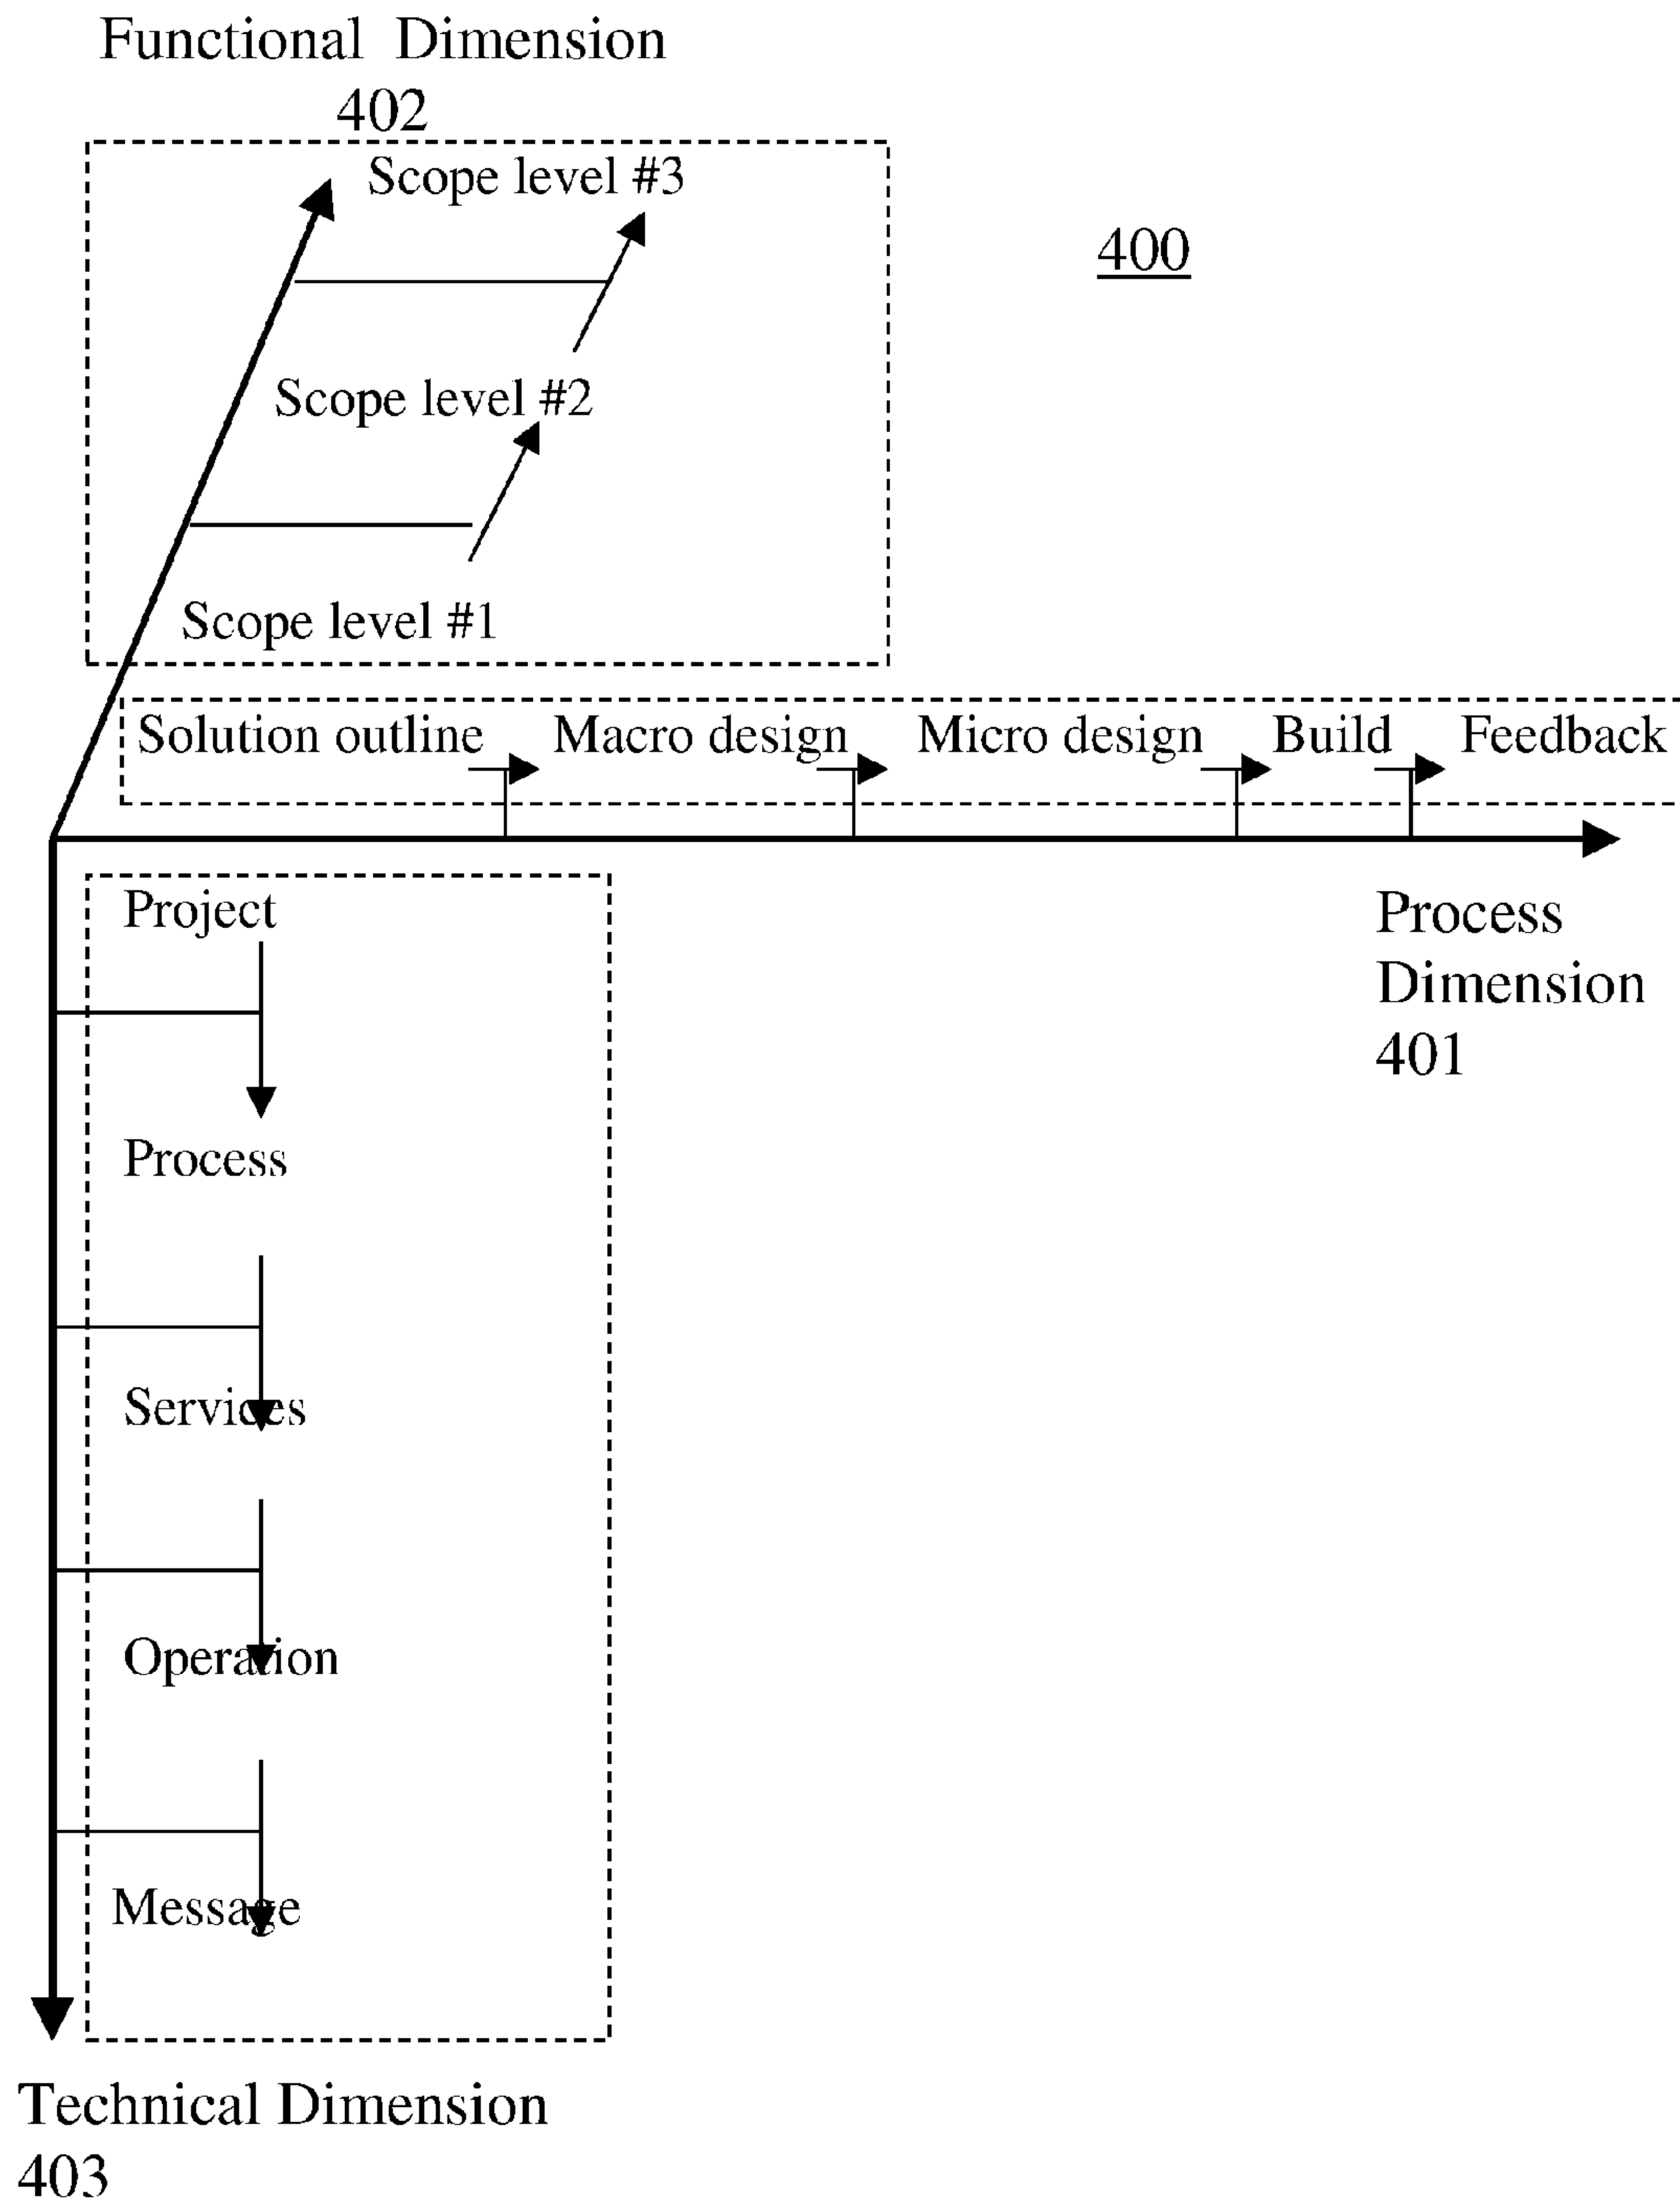 Functional Dimension
402
Scope level #3
400
Scope level #2
Scope level #1
Solution outline Macro design Micro design Build Feedback
Project
Process
Dimension
401
Process
Services
Operation
Message
Technical Dimension
403